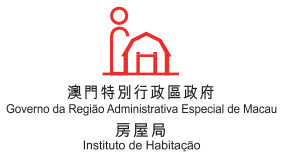 澳門特別行政區政府
Governo da Região Administrativa Especial de Macau
房屋局
Instituto de Habitação